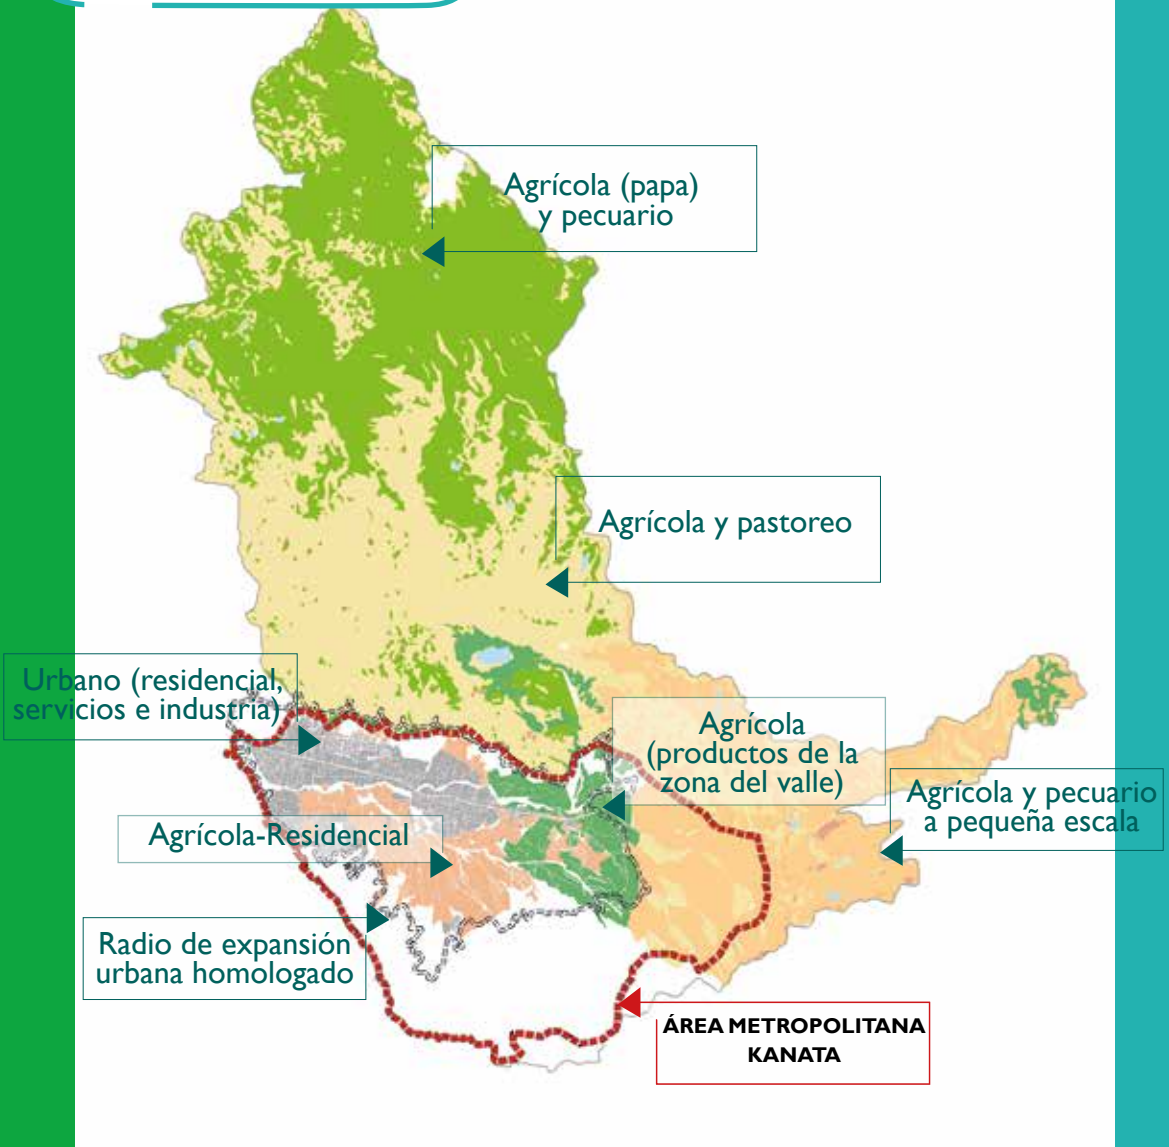 Agrícola (papa)
y pecuario
Agrícola y pastoreo
Urbano (residencial,
servicios e industria)
Agrícola
(productos de la
zona del valle)
Agrícola y pecuario
a pequeña escala
Agrícola-Residencial
Radio de expansión
urbana homologado
ÁREA METROPOLITANA
KANATA